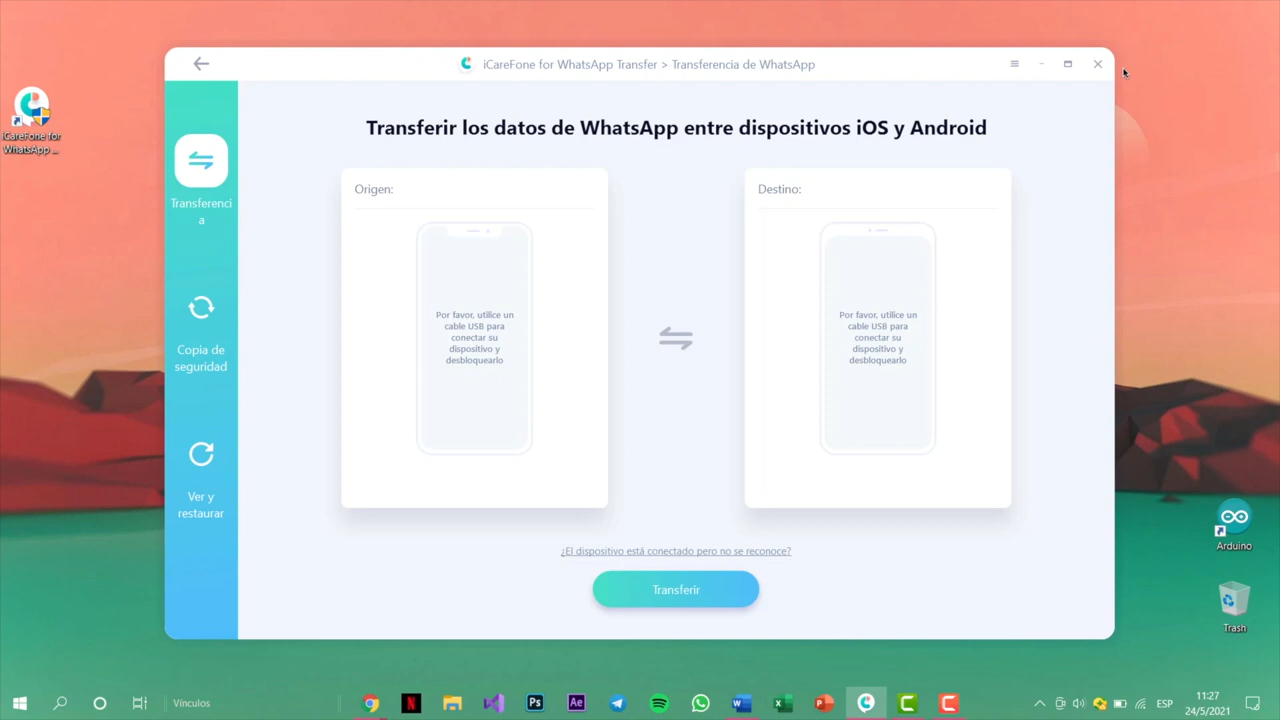 iCareFone for WhatsApp Transfer > Transferencia de WhatsApp
iCareFone for
WhatsApp ...
Transferir los datos de WhatsApp entre dispositivos iOS y Android
Transferenci
a
Copia de
seguridad
Ver y
restaurar
Origen:
Por favor, utilice un
cable USB para
conectar su
dispositivo y
desbloquearlo
Destino:
Por favor, utilice un
cable USB para
conectar su
dispositivo y
desbloquearlo
¿El dispositivo está conectado pero no se reconoce?
Transferir
Arduino
Trash
Vínculos
N
Ps
Ae
W
X
P
ESP
11:27
24/5/2021